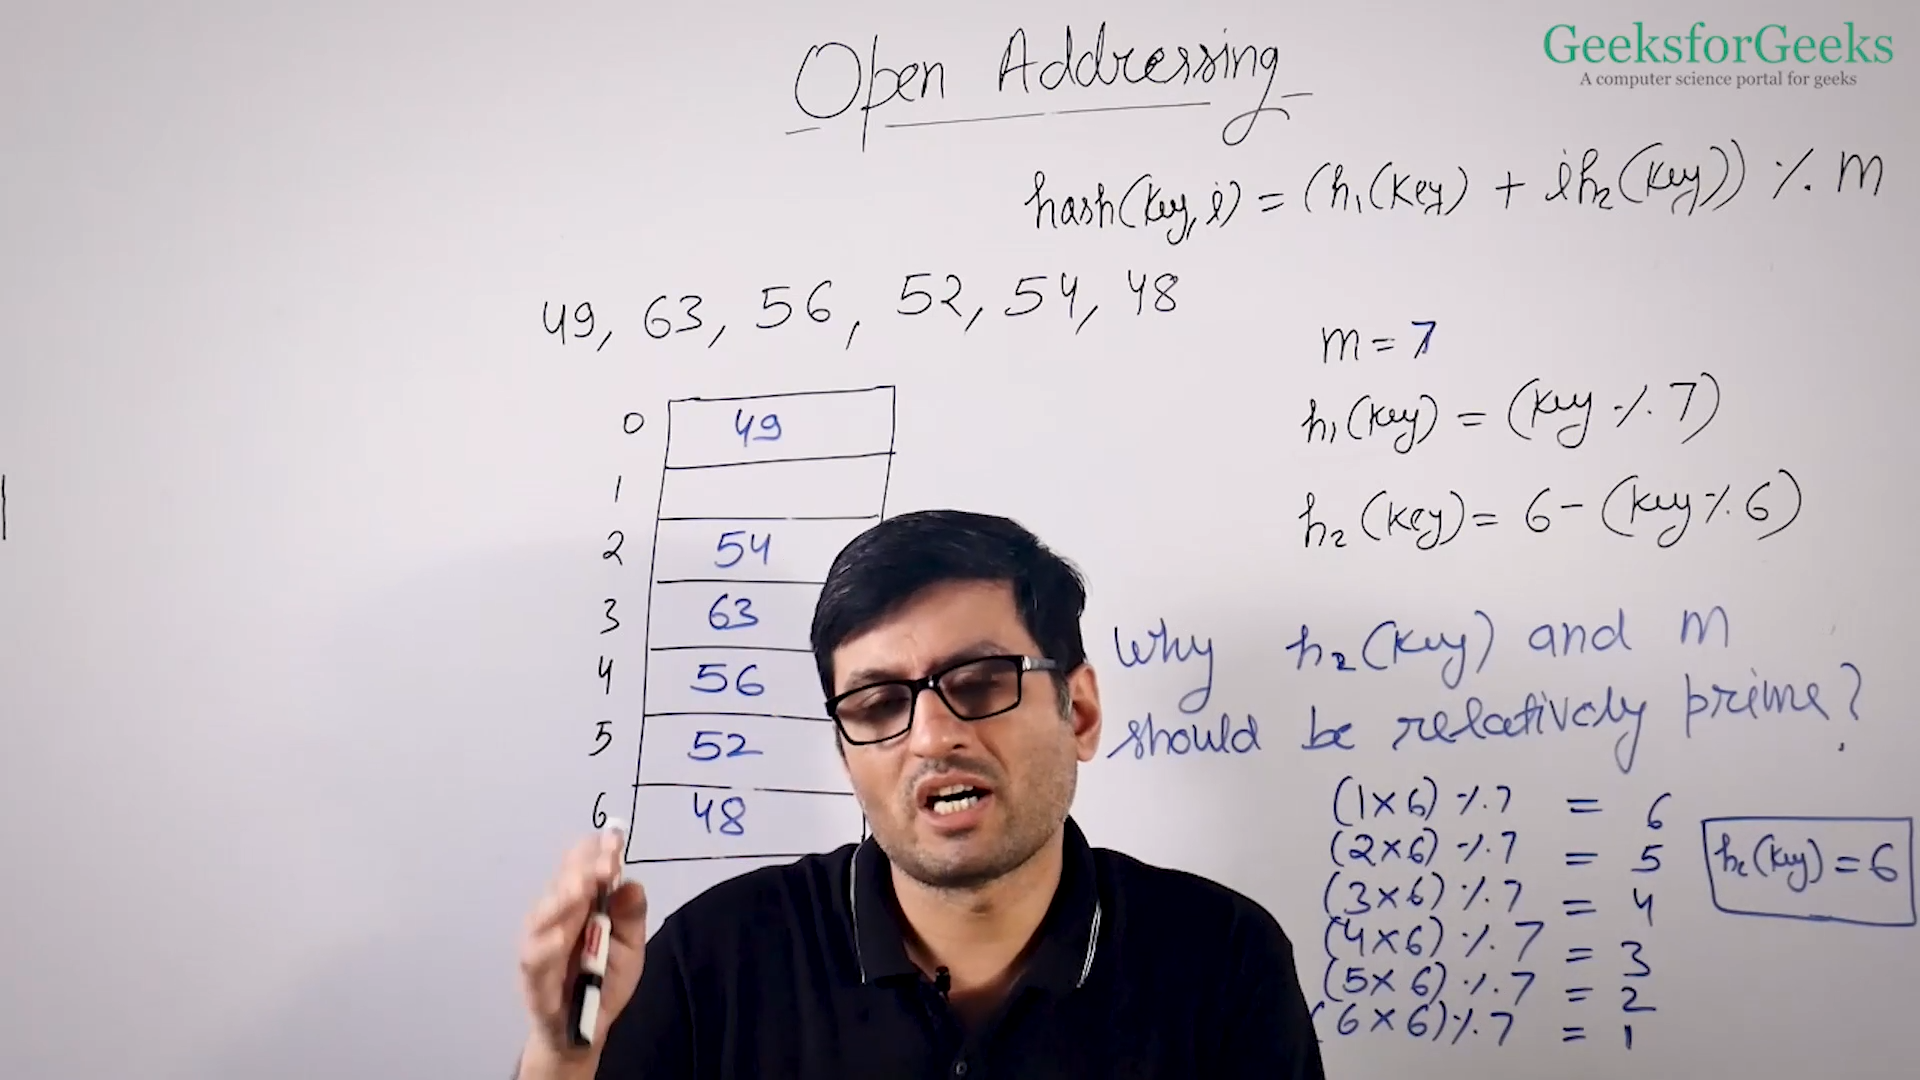 GeeksforGeeks
A computer science portal for geeks
Open Addressing
hash(key, i) = (h₁(key) + ih₂(key)) % m
49, 63, 56, 52, 54, 48
m = 7
h₁(key) = (key % 7)
h₂(key) = 6 - (key % 6)
0 49
1
2 54
3 63
4 56
5 52
6 48
Why h₂(key) and m
should be relatively prime?
(1×6) % 7 = 6
(2×6) % 7 = 5
(3×6) % 7 = 4
(4×6) % 7 = 3
(5×6) % 7 = 2
(6×6) % 7 = 1
h₂(key) = 6